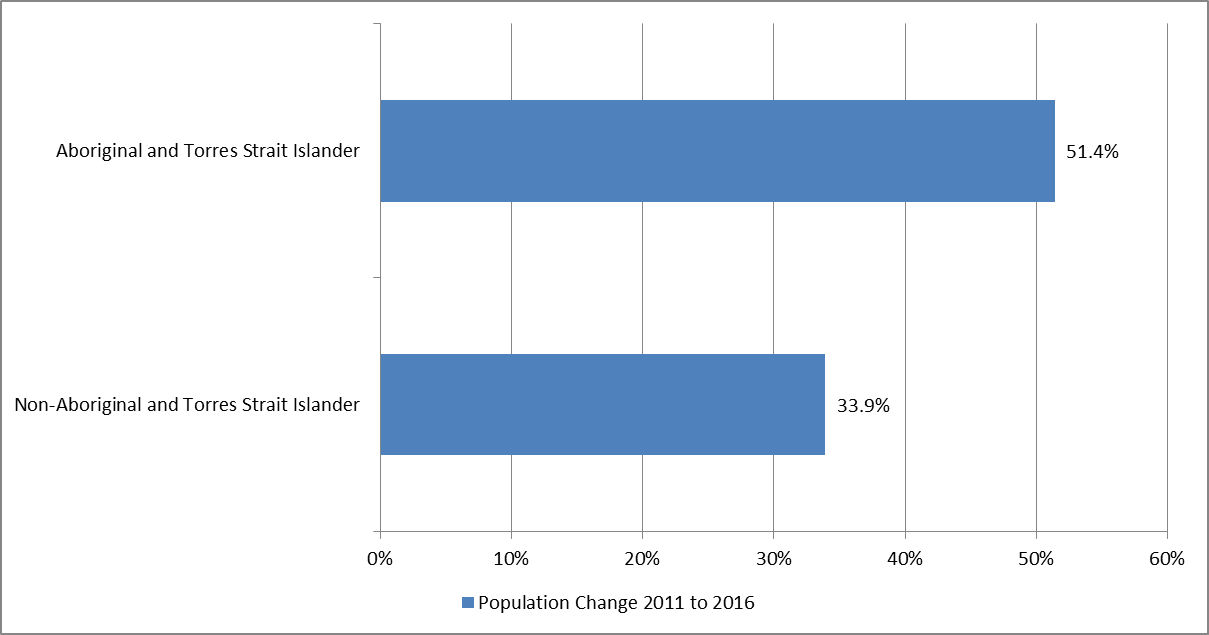 Aboriginal and Torres Strait Islander
51.4%
Non-Aboriginal and Torres Strait Islander
33.9%
0% 10% 20% 30% 40% 50% 60%
Population Change 2011 to 2016